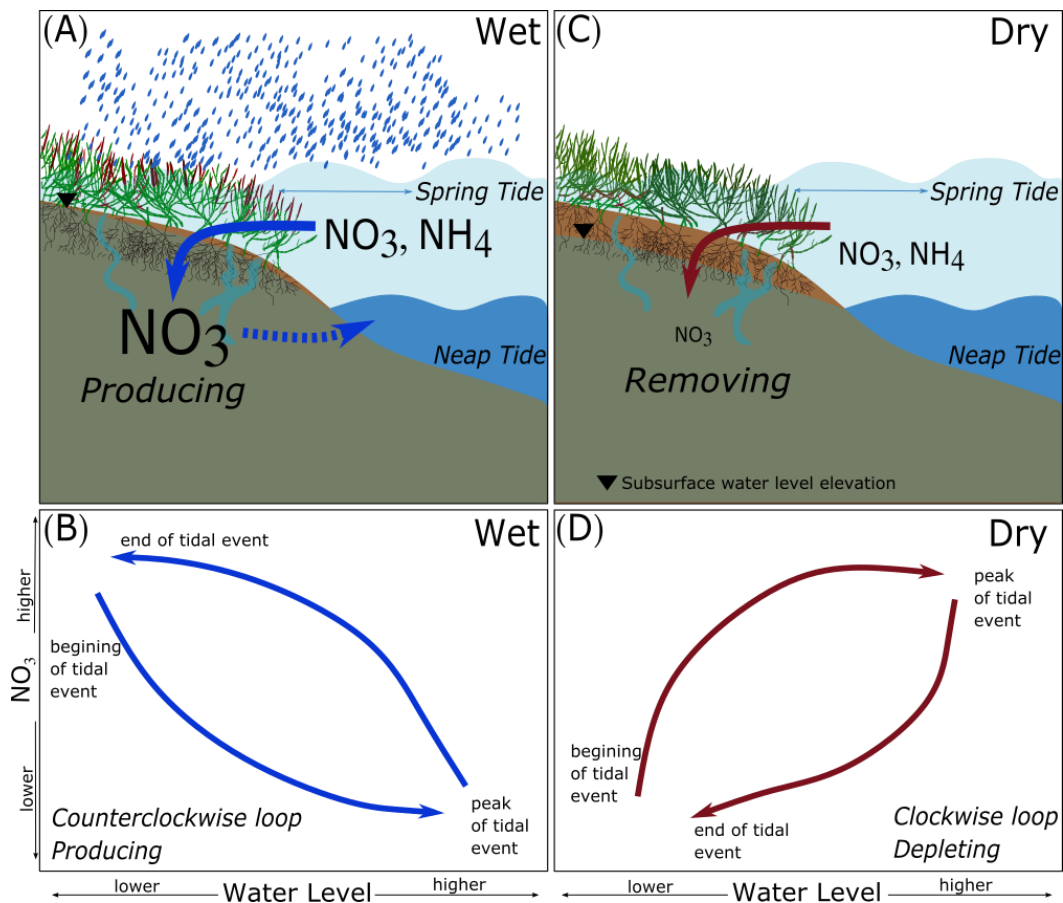 (A)
Wet
Spring Tide
NO3, NH4
NO3
Neap Tide
Producing
(C)
Dry
Spring Tide
NO3, NH4
NO3
Neap Tide
Removing
▼ Subsurface water level elevation
(B)
Wet
end of tidal event
begining
of tidal
event
peak
of tidal
event
Counterclockwise loop
Producing
higher
NO3
lower
(D)
Dry
peak
of tidal
event
begining
of tidal
event
end of tidal
event
Clockwise loop
Depleting
lower
Water Level
higher
lower
Water Level
higher